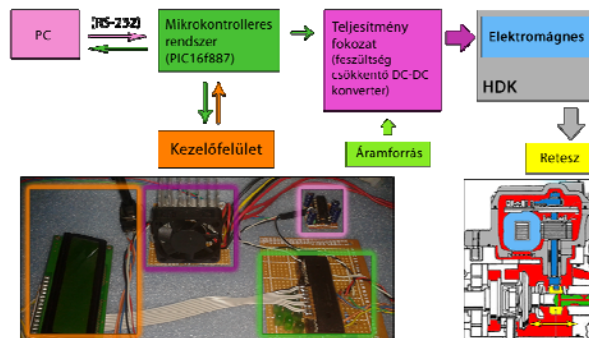 PC
(RS-232)
Mikrokontrolleres
rendszer
(PIC16f887)
Teljesítmény
fokozat
(feszültség
csökkentő DC-DC
konverter)
Elektromágnes
HDK
Kezelőfelület
Áramforrás
Retesz